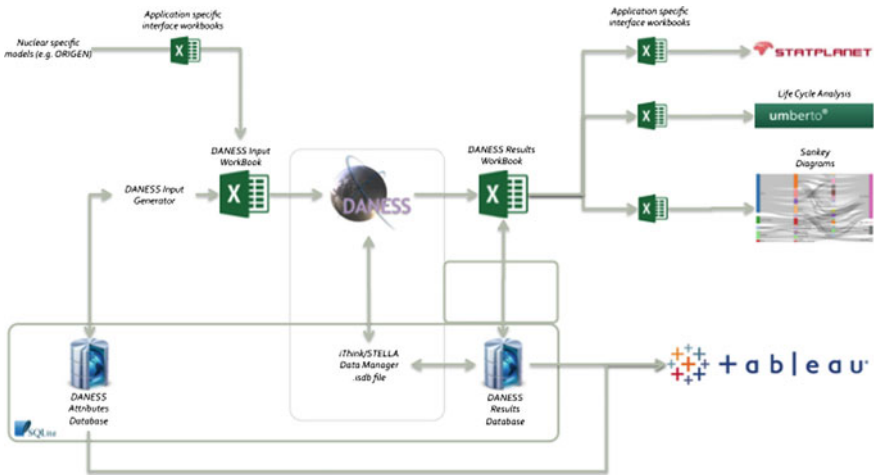 Application specific
interface workbooks
Nuclear specific
models (e.g. ORIGEN)
Application specific
interface workbooks
STATPLANET
Life Cycle Analysis
umberto®
DANESS Input
WorkBook
DANESS Results
WorkBook
Sankey
Diagrams
DANESS Input
Generator
DANESS
iThink/STELLA
Data Manager
.isdb file
DANESS
Attributes
Database
DANESS
Results
Database
SQLite
+ableau